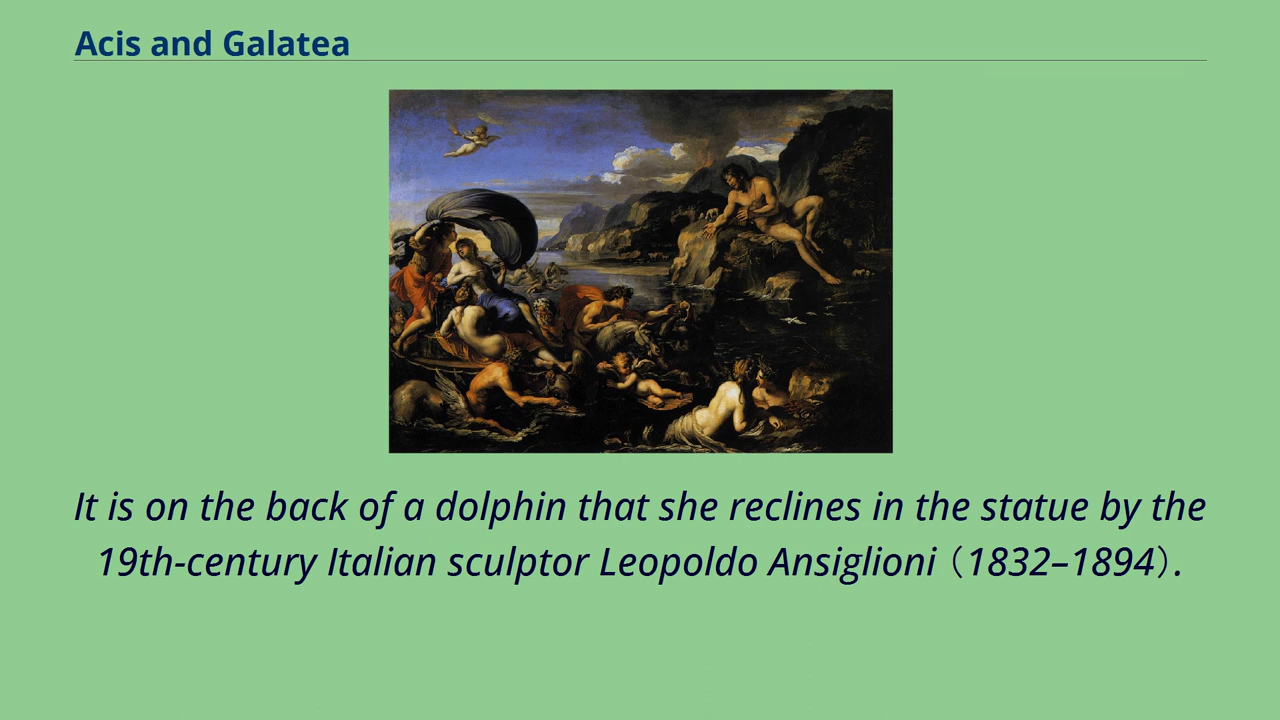 Acis and Galatea
It is on the back of a dolphin that she reclines in the statue by the
19th-century Italian sculptor Leopoldo Ansiglioni（1832–1894）.